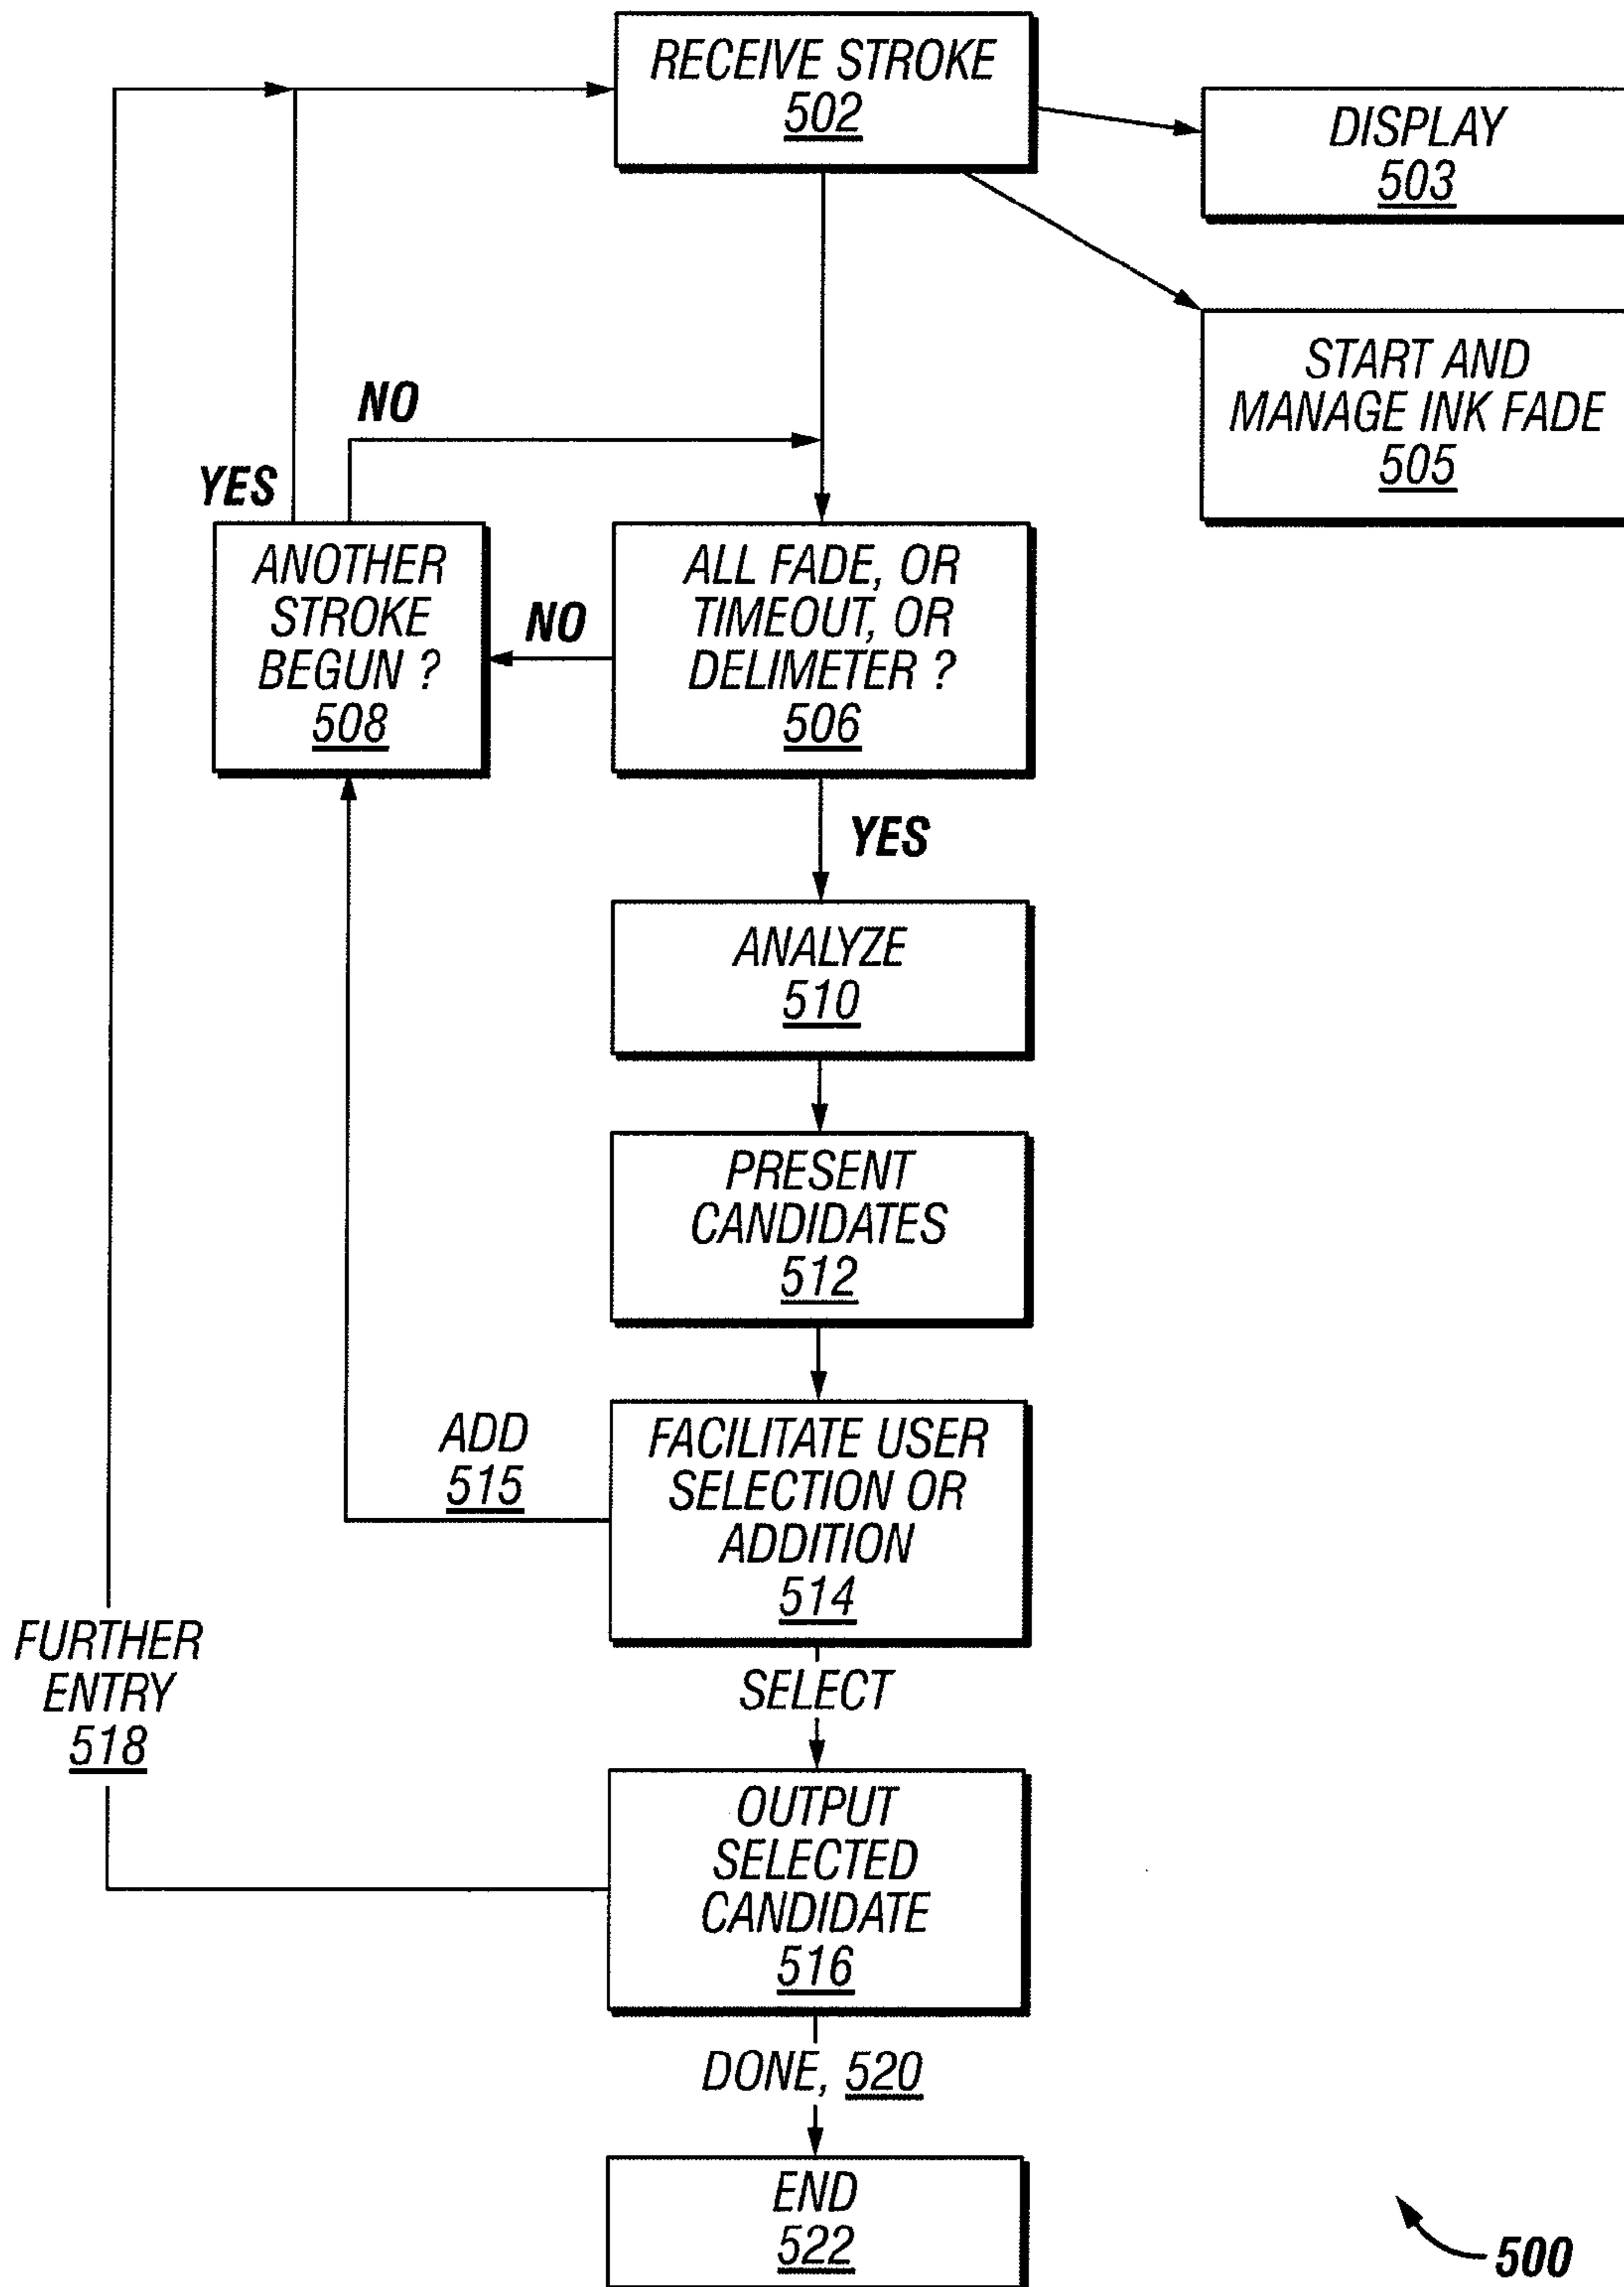 RECEIVE STROKE
502
DISPLAY
503
START AND
MANAGE INK FADE
505
NO
YES
ANOTHER
STROKE
BEGUN ?
508
NO
ALL FADE, OR
TIMEOUT, OR
DELIMETER ?
506
YES
ANALYZE
510
PRESENT
CANDIDATES
512
ADD
515
FACILITATE USER
SELECTION OR
ADDITION
514
FURTHER
ENTRY
518
SELECT
OUTPUT
SELECTED
CANDIDATE
516
DONE, 520
END
522
500